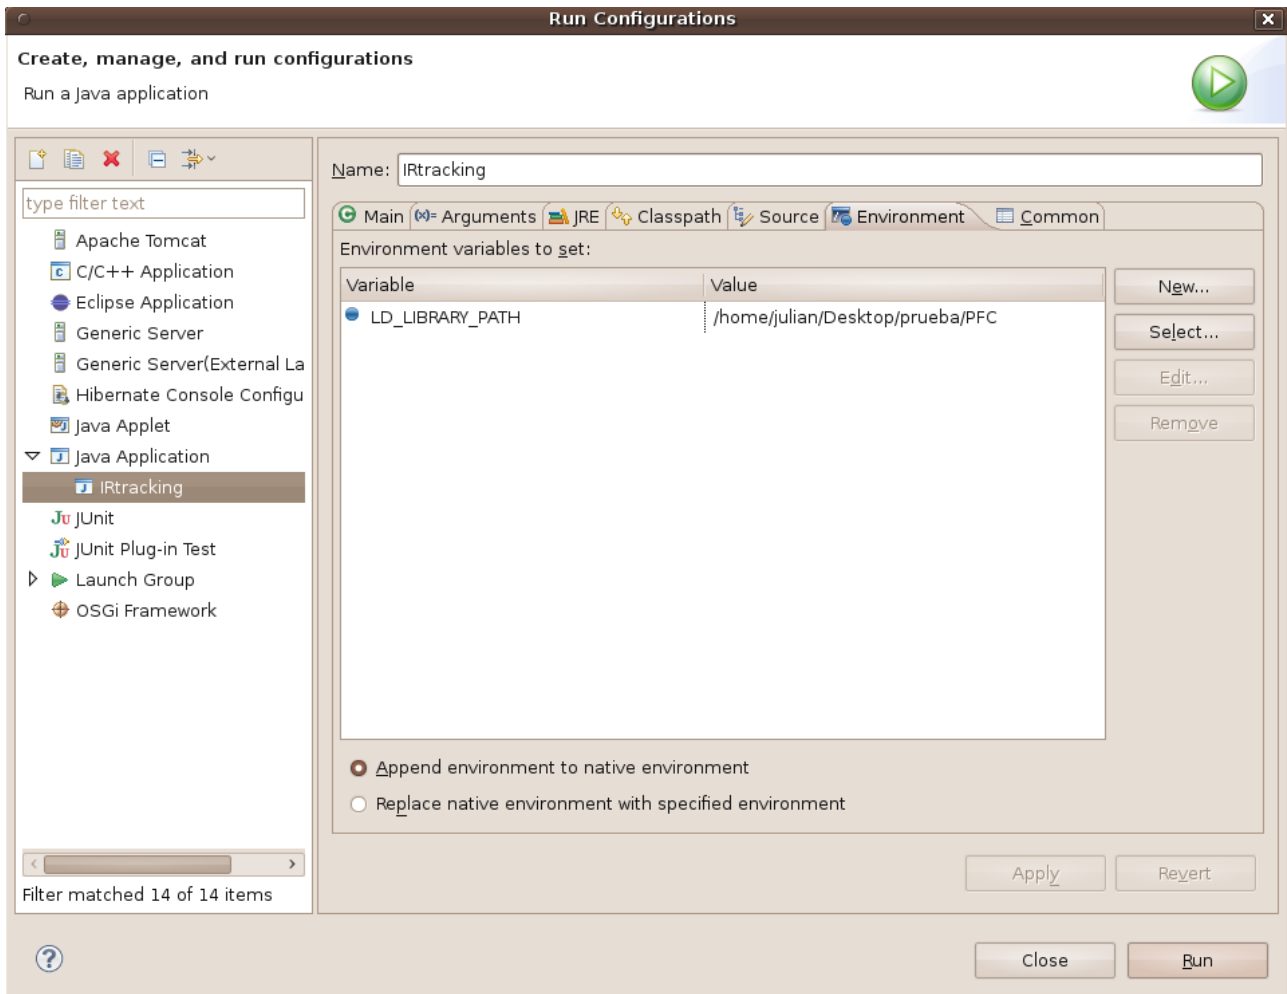 Run Configurations
Create, manage, and run configurations
Run a Java application
type filter text
Apache Tomcat
C/C++ Application
Eclipse Application
Generic Server
Generic Server(External La
Hibernate Console Configu
Java Applet
Java Application
IRtracking
JUnit
JUnit Plug-in Test
Launch Group
OSGi Framework
Filter matched 14 of 14 items
Name: IRtracking
Main (x)= Arguments JRE Classpath Source Environment Common
Environment variables to set:
Variable Value
LD_LIBRARY_PATH /home/julian/Desktop/prueba/PFC
New...
Select...
Edit...
Remove
Append environment to native environment
Replace native environment with specified environment
Apply Revert
Close Run